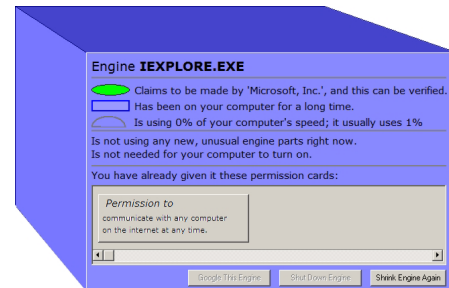 Engine IEXPLORE.EXE
Claims to be made by 'Microsoft, Inc.', and this can be verified.
Has been on your computer for a long time.
Is using 0% of your computer's speed; it usually uses 1%
Is not using any new, unusual engine parts right now.
Is not needed for your computer to turn on.
You have already given it these permission cards:
Permission to
communicate with any computer
on the internet at any time.
Google This Engine
Shut Down Engine
Shrink Engine Again